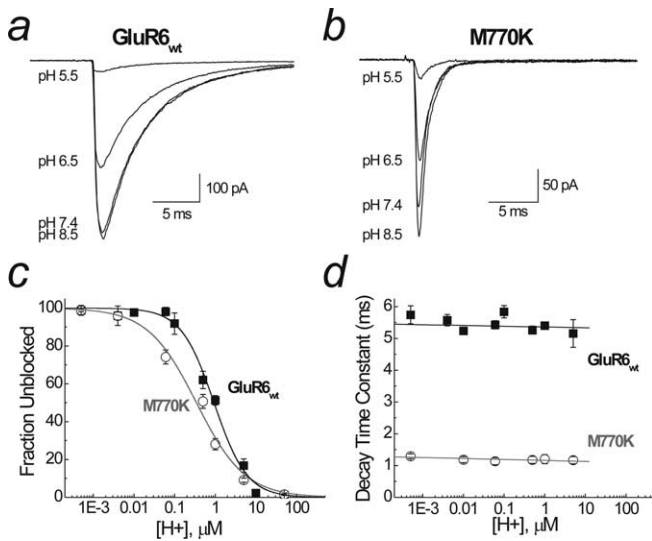 a
GluR6wt
pH 5.5
pH 6.5
pH 7.4
pH 8.5
100 pA
5 ms
b
M770K
pH 5.5
pH 6.5
pH 7.4
pH 8.5
50 pA
5 ms
c
Fraction Unblocked
100
80
60
40
20
0
GluR6wt
M770K
1E-3 0.01 0.1 1 10 100
[H+], μM
d
Decay Time Constant (ms)
6
5
4
3
2
1
0
GluR6wt
M770K
1E-3 0.01 0.1 1 10 100
[H+], μM